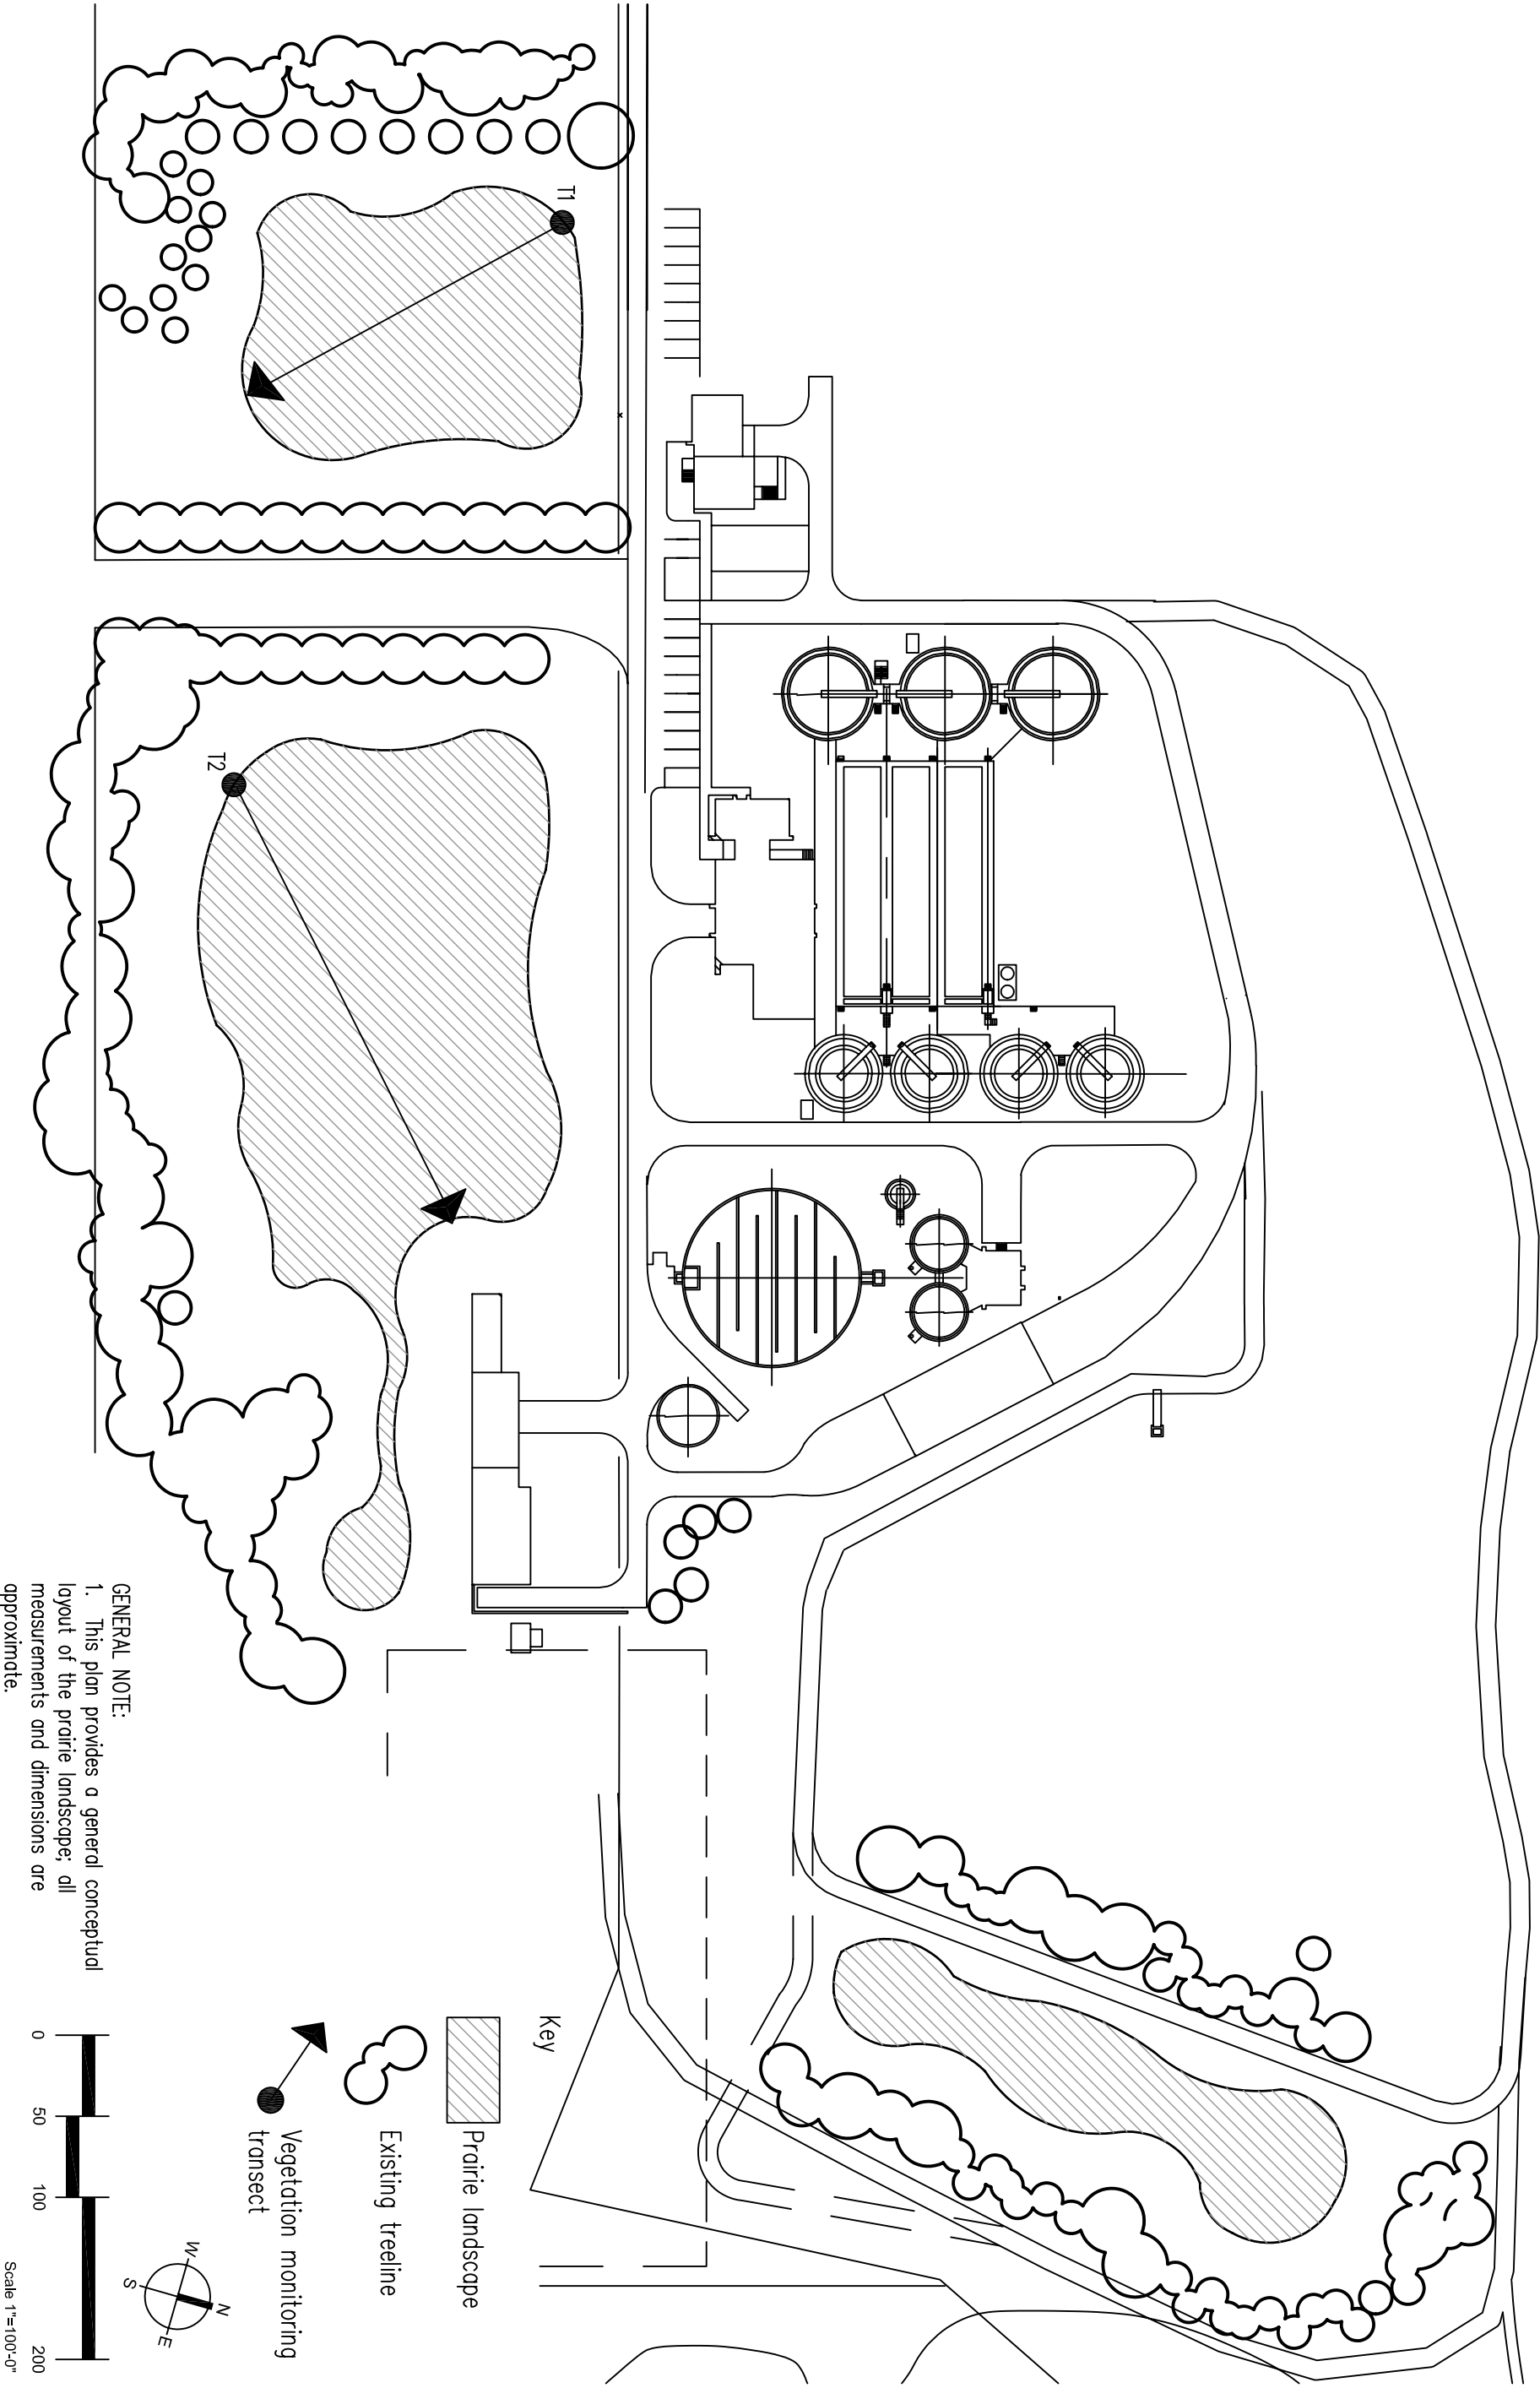 T1
T2
GENERAL NOTE:
1. This plan provides a general conceptual
layout of the prairie landscape; all
measurements and dimensions are
approximate.
Key
Prairie landscape
Existing treeline
Vegetation monitoring
transect
W
N
S
E
0
50
100
200
Scale 1"=100'-0"